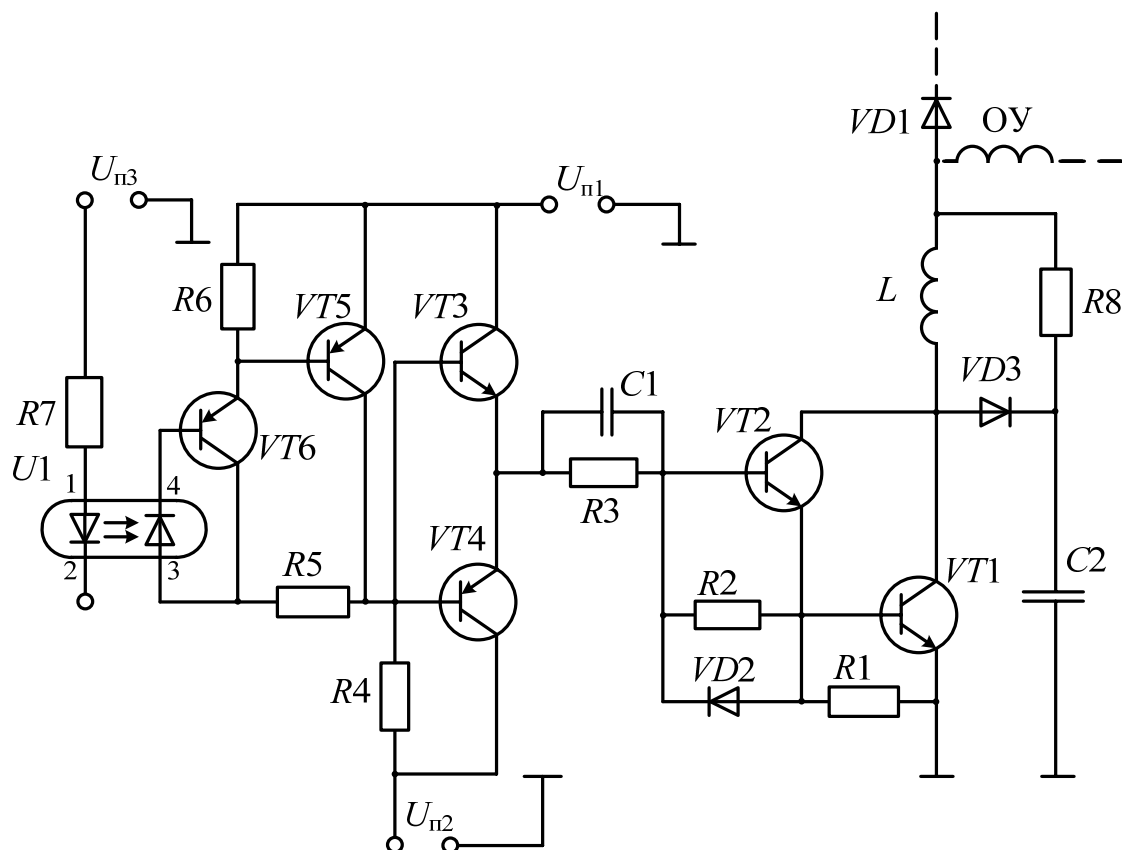 VD1
ОУ
Uп3
Uп1
R6
VT5
VT3
L
R8
VD3
R7
C1
VT2
VT6
U1
1
4
R3
2
3
R5
VT4
R2
VT1
C2
R4
VD2
R1
Uп2